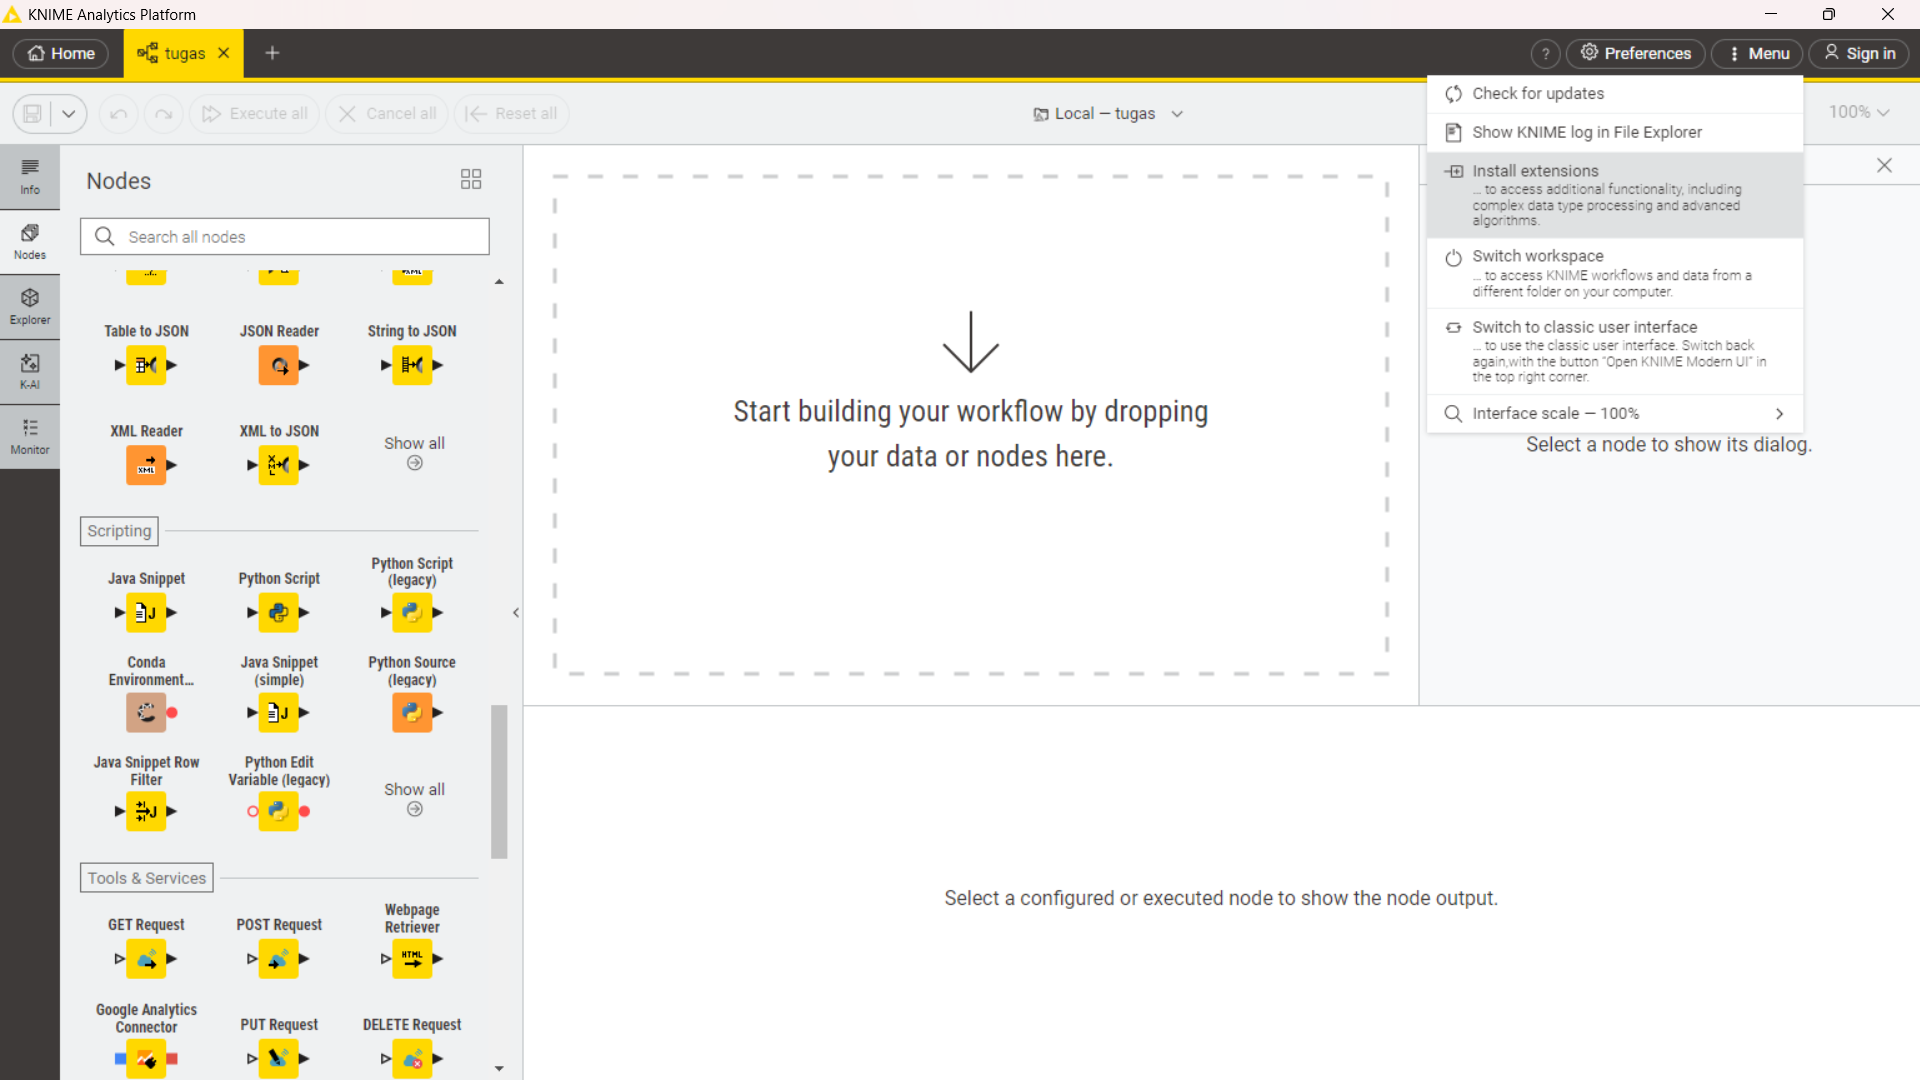 KNIME Analytics Platform
Home
tugas
?
Preferences
Menu
Sign in
Execute all
Cancel all
Reset all
Local — tugas
100%
Check for updates
Show KNIME log in File Explorer
Install extensions
... to access additional functionality, including
complex data type processing and advanced
algorithms.
Switch workspace
... to access KNIME workflows and data from a
different folder on your computer.
Switch to classic user interface
... to use the classic user interface. Switch back
again,with the button "Open KNIME Modern UI" in
the top right corner.
Interface scale — 100%
Select a node to show its dialog.
Info
Nodes
Explorer
K-AI
Monitor
Nodes
Search all nodes
XML
Table to JSON
JSON Reader
String to JSON
XML Reader
XML to JSON
Show all
XML
XML
Scripting
Java Snippet
Python Script
Python Script
(legacy)
J
Conda
Environment...
Java Snippet
(simple)
Python Source
(legacy)
J
Java Snippet Row
Filter
Python Edit
Variable (legacy)
Show all
J
Tools & Services
GET Request
POST Request
Webpage
Retriever
HTML
Google Analytics
Connector
PUT Request
DELETE Request
Start building your workflow by dropping
your data or nodes here.
Select a configured or executed node to show the node output.